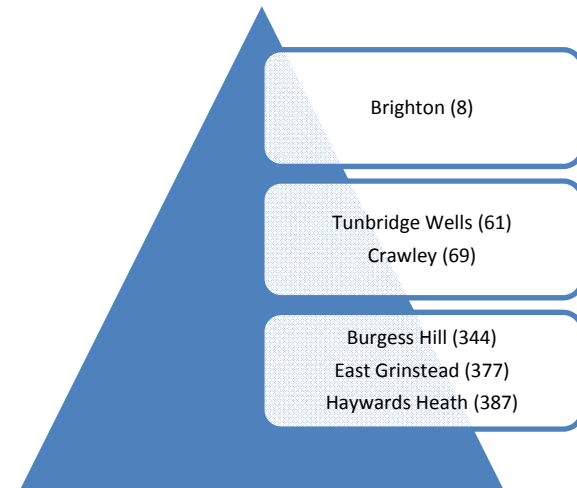 Brighton (8)
Tunbridge Wells (61)
Crawley (69)
Burgess Hill (344)
East Grinstead (377)
Haywards Heath (387)